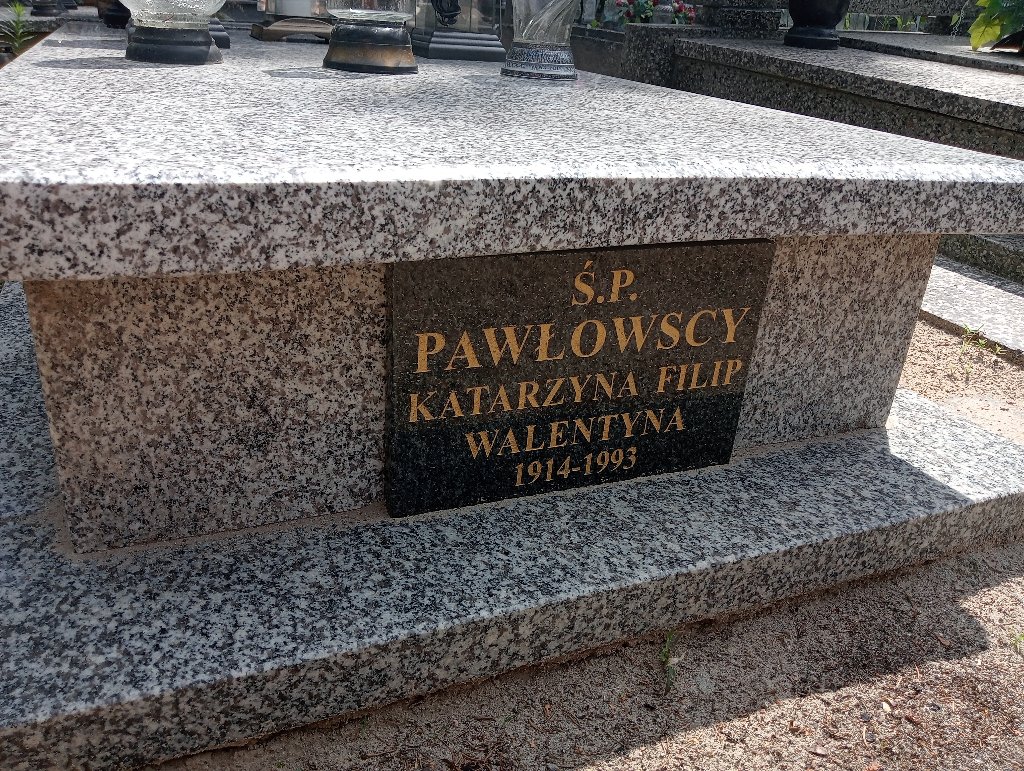 Ś.P.
PAWŁOWSCY
KATARZYNA FILIP
WALENTYNA
1914-1993